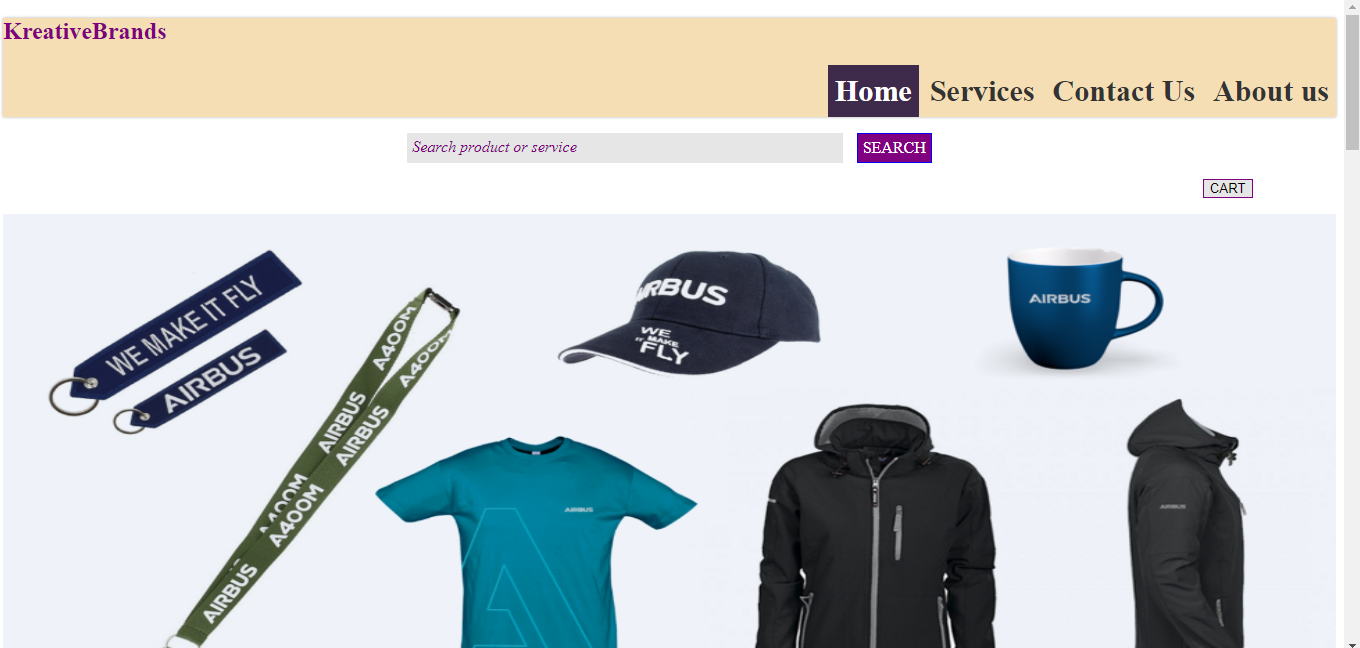 KreativeBrands
Home Services Contact Us About us
Search product or service SEARCH
CART
WE MAKE IT FLY
AIRBUS
A400M
A400M
AIRBUS
AIRBUS
A400M
A400M
AIRBUS
AIRBUS
WE
IT MAKE
FLY
AIRBUS
AIRBUS
AIRBUS